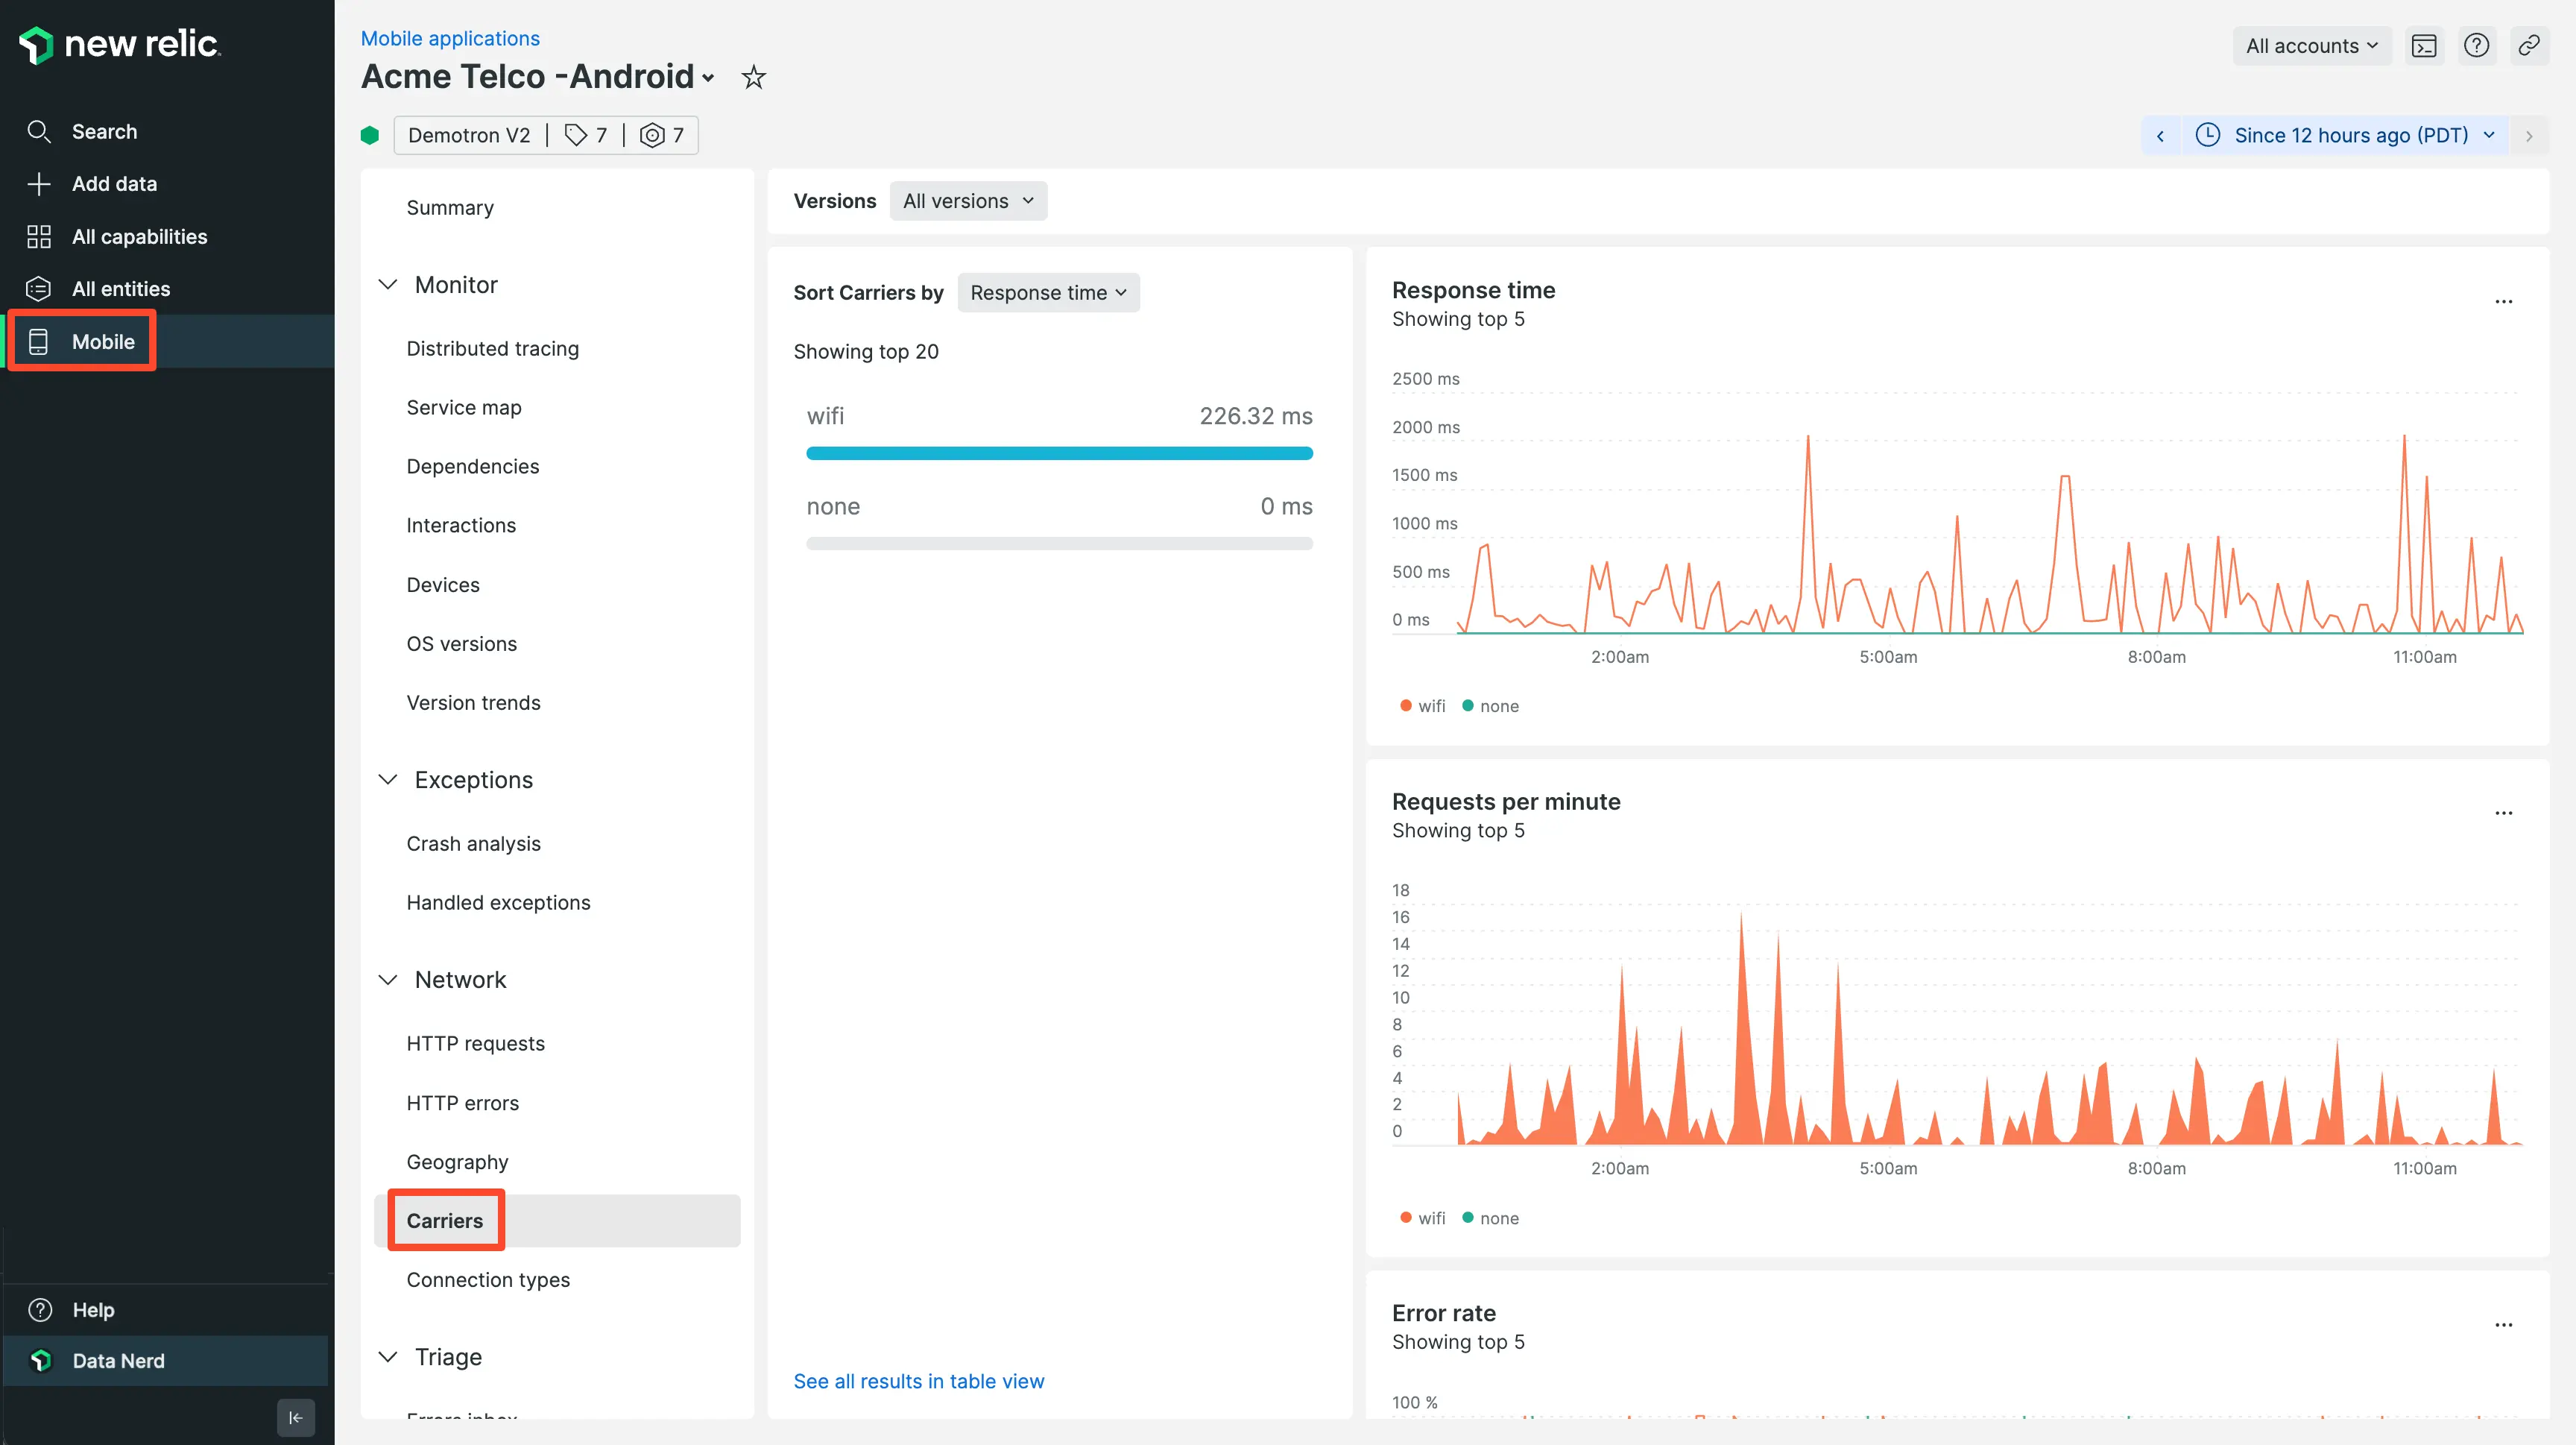 new relic
Search
Add data
All capabilities
All entities
Mobile
Help
Data Nerd
Mobile applications
Acme Telco -Android
Demotron V2 | 7 | 7
All accounts
Since 12 hours ago (PDT)
Summary
Monitor
Distributed tracing
Service map
Dependencies
Interactions
Devices
OS versions
Version trends
Exceptions
Crash analysis
Handled exceptions
Network
HTTP requests
HTTP errors
Geography
Carriers
Connection types
Triage
Errors inbox
Versions All versions
Sort Carriers by Response time
Showing top 20
wifi 226.32 ms
none 0 ms
See all results in table view
Response time
Showing top 5
2500 ms
2000 ms
1500 ms
1000 ms
500 ms
0 ms
2:00am 5:00am 8:00am 11:00am
wifi none
Requests per minute
Showing top 5
18
16
14
12
10
8
6
4
2
0
2:00am 5:00am 8:00am 11:00am
wifi none
Error rate
Showing top 5
100 %